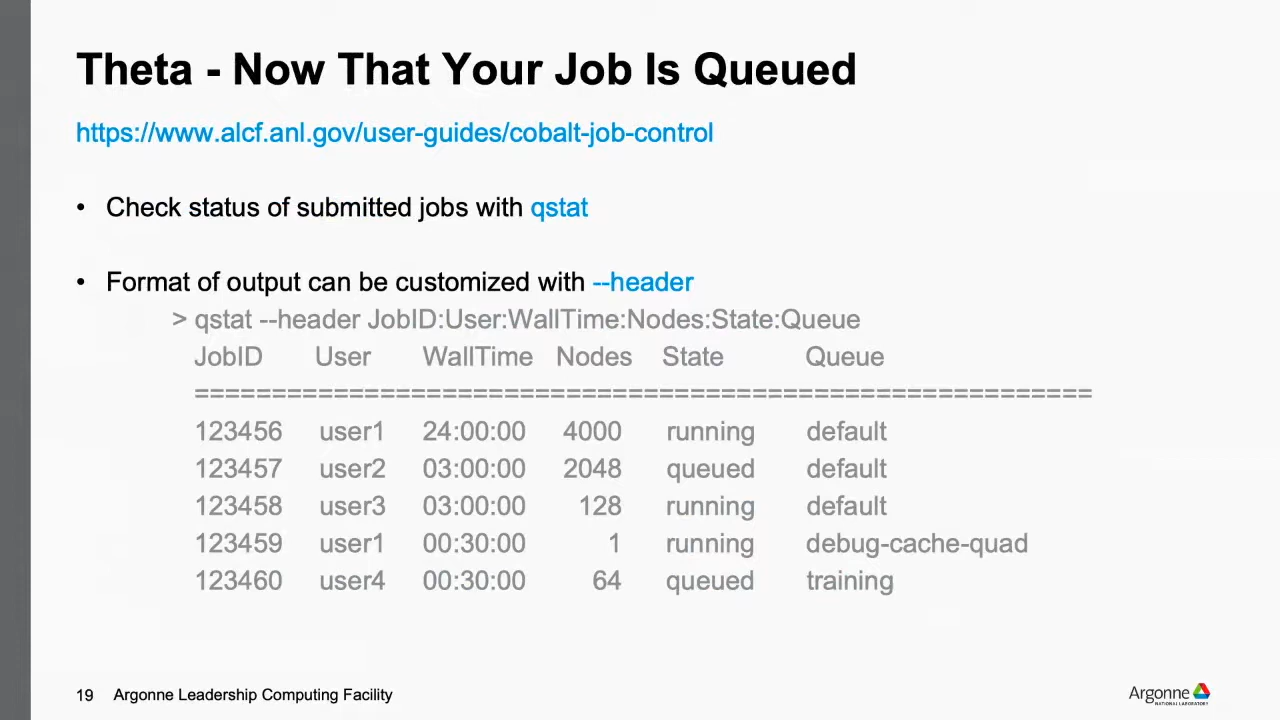 Theta - Now That Your Job Is Queued
https://www.alcf.anl.gov/user-guides/cobalt-job-control
• Check status of submitted jobs with qstat
• Format of output can be customized with --header
> qstat --header JobID:User:WallTime:Nodes:State:Queue
JobID User WallTime Nodes State Queue
==========================================================
123456 user1 24:00:00 4000 running default
123457 user2 03:00:00 2048 queued default
123458 user3 03:00:00 128 running default
123459 user1 00:30:00 1 running debug-cache-quad
123460 user4 00:30:00 64 queued training
19 Argonne Leadership Computing Facility
Argonne
NATIONAL LABORATORY